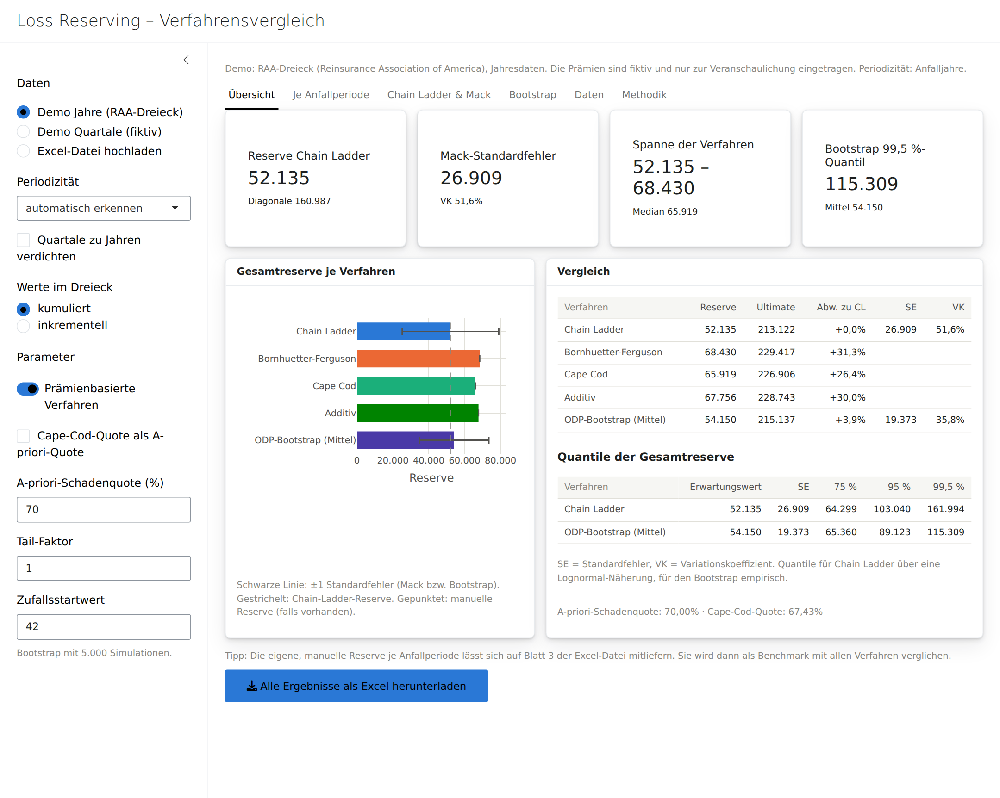 Loss Reserving – Verfahrensvergleich
Daten
Demo Jahre (RAA-Dreieck)
Demo Quartale (fiktiv)
Excel-Datei hochladen
Periodizität
automatisch erkennen
Quartale zu Jahren
verdichten
Werte im Dreieck
kumuliert
inkrementell
Parameter
Prämienbasierte
Verfahren
Cape-Cod-Quote als A-
priori-Quote
A-priori-Schadenquote (%)
70
Tail-Faktor
1
Zufallsstartwert
42
Bootstrap mit 5.000 Simulationen.
Demo: RAA-Dreieck (Reinsurance Association of America), Jahresdaten. Die Prämien sind fiktiv und nur zur Veranschaulichung eingetragen. Periodizität: Anfalljahre.
Übersicht Je Anfallperiode Chain Ladder & Mack Bootstrap Daten Methodik
Reserve Chain Ladder
52.135
Diagonale 160.987
Mack-Standardfehler
26.909
VK 51,6%
Spanne der Verfahren
52.135 –
68.430
Median 65.919
Bootstrap 99,5 %-
Quantil
115.309
Mittel 54.150
Gesamtreserve je Verfahren
Chain Ladder
Bornhuetter-Ferguson
Cape Cod
Additiv
ODP-Bootstrap (Mittel)
0 20.000 40.000 60.000 80.000
Reserve
Schwarze Linie: ±1 Standardfehler (Mack bzw. Bootstrap).
Gestrichelt: Chain-Ladder-Reserve. Gepunktet: manuelle
Reserve (falls vorhanden).
Vergleich
Verfahren Reserve Ultimate Abw. zu CL SE VK
Chain Ladder 52.135 213.122 +0,0% 26.909 51,6%
Bornhuetter-Ferguson 68.430 229.417 +31,3%
Cape Cod 65.919 226.906 +26,4%
Additiv 67.756 228.743 +30,0%
ODP-Bootstrap (Mittel) 54.150 215.137 +3,9% 19.373 35,8%
Quantile der Gesamtreserve
Verfahren Erwartungswert SE 75 % 95 % 99,5 %
Chain Ladder 52.135 26.909 64.299 103.040 161.994
ODP-Bootstrap (Mittel) 54.150 19.373 65.360 89.123 115.309
SE = Standardfehler, VK = Variationskoeffizient. Quantile für Chain Ladder über eine
Lognormal-Näherung, für den Bootstrap empirisch.
A-priori-Schadenquote: 70,00% · Cape-Cod-Quote: 67,43%
Tipp: Die eigene, manuelle Reserve je Anfallperiode lässt sich auf Blatt 3 der Excel-Datei mitliefern. Sie wird dann als Benchmark mit allen Verfahren verglichen.
Alle Ergebnisse als Excel herunterladen